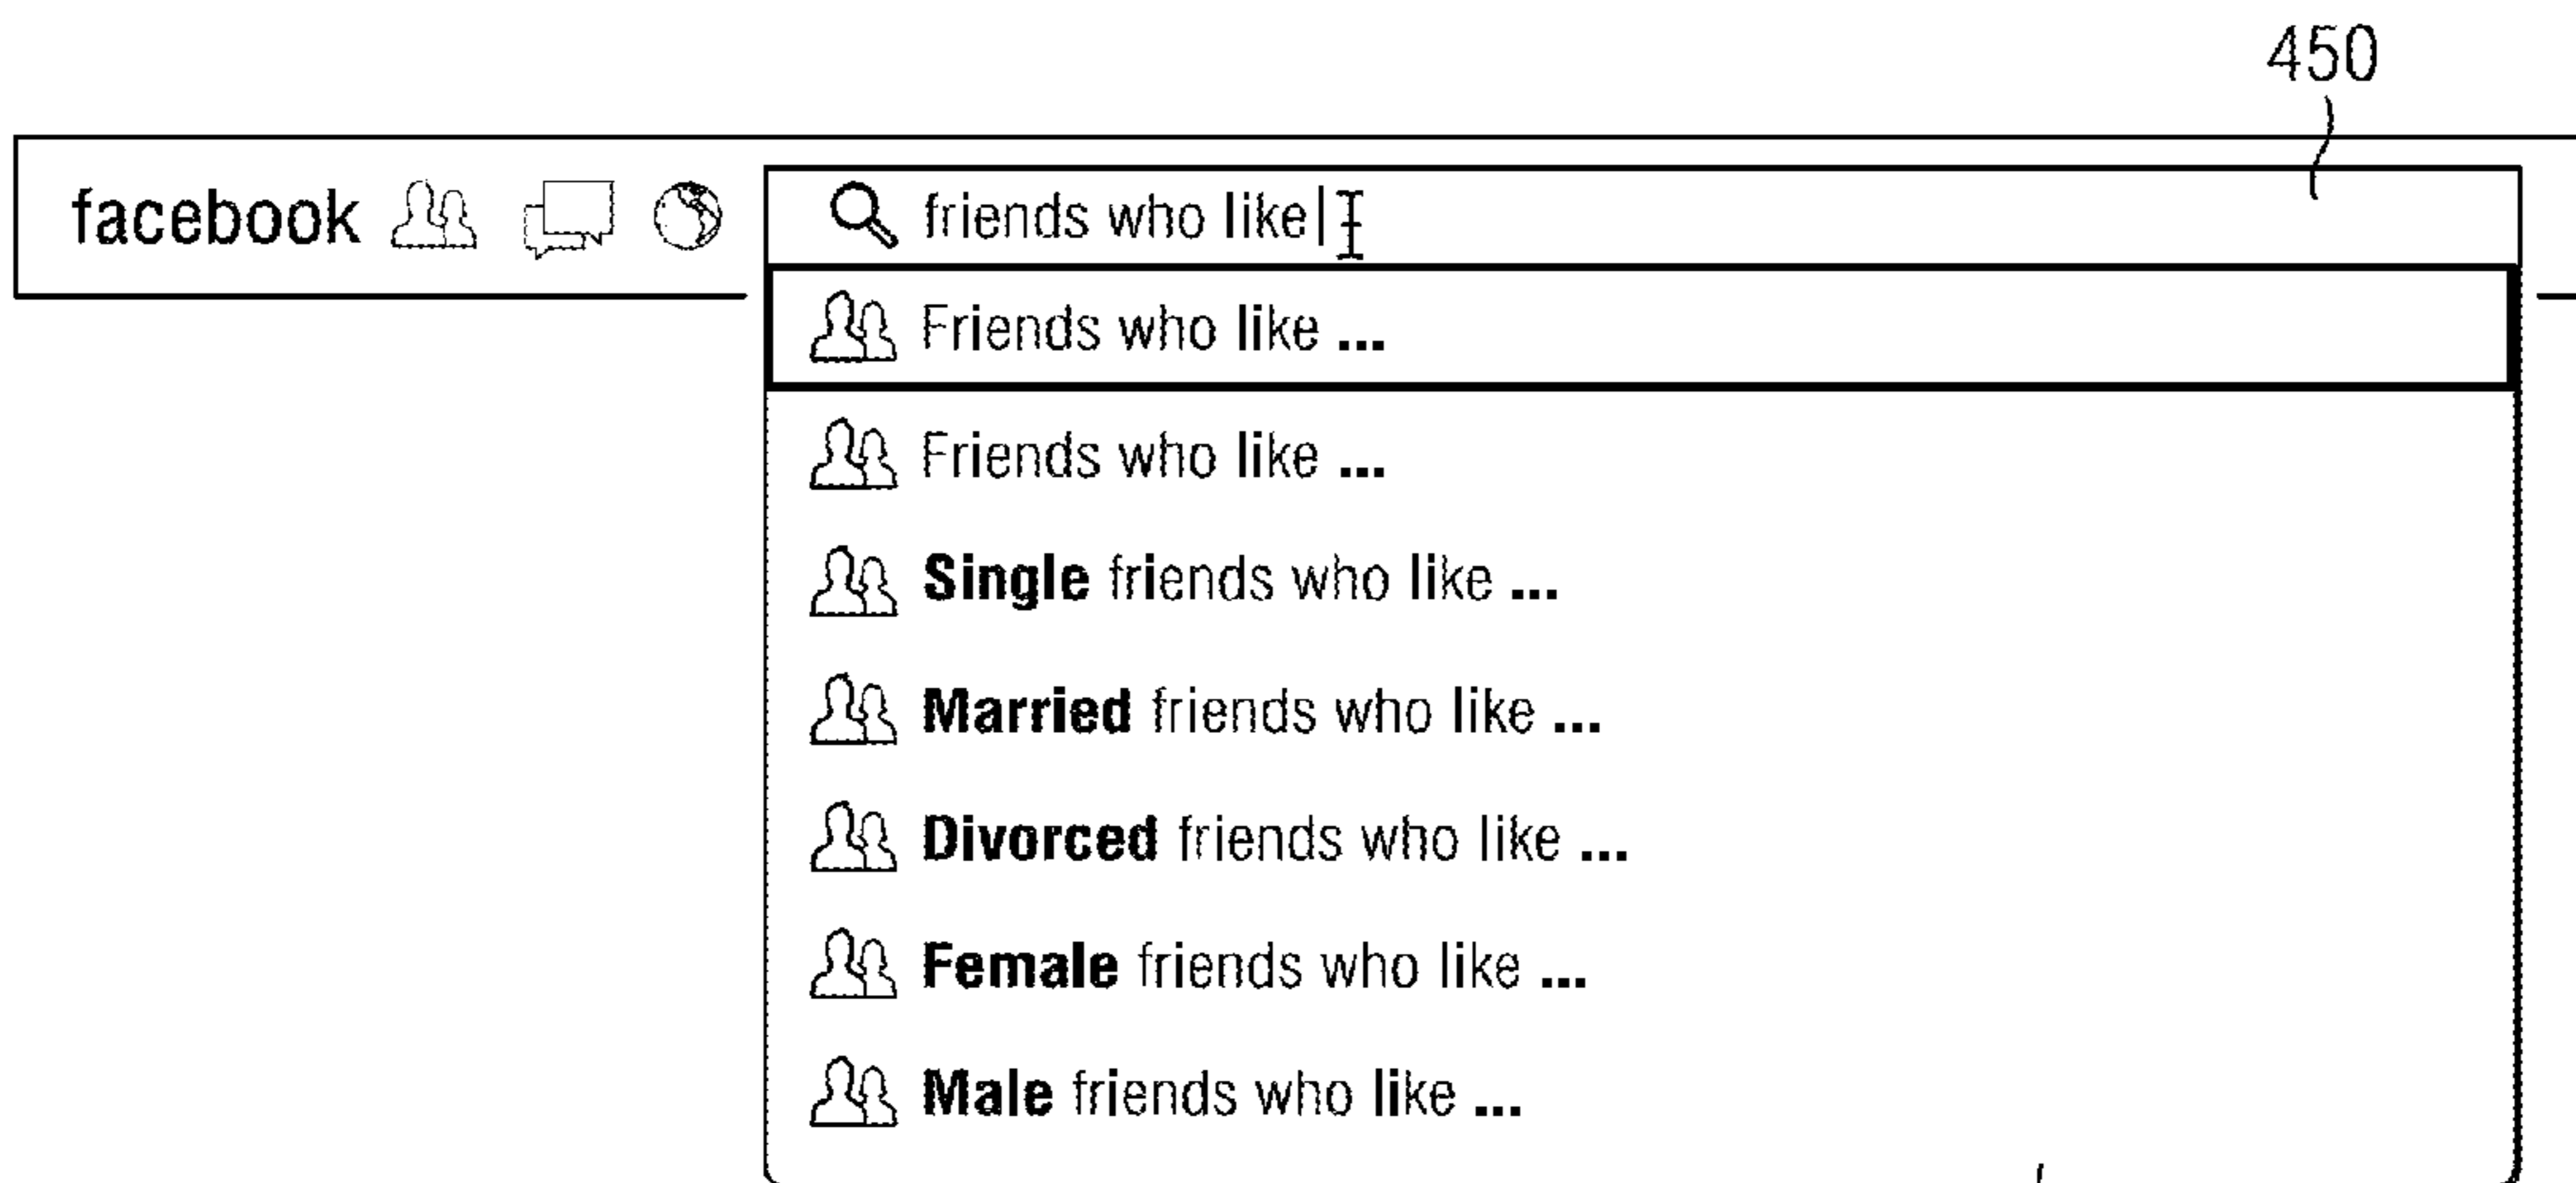 450
facebook friends who like
Friends who like ...
Friends who like ...
Single friends who like ...
Married friends who like ...
Divorced friends who like ...
Female friends who like ...
Male friends who like ...